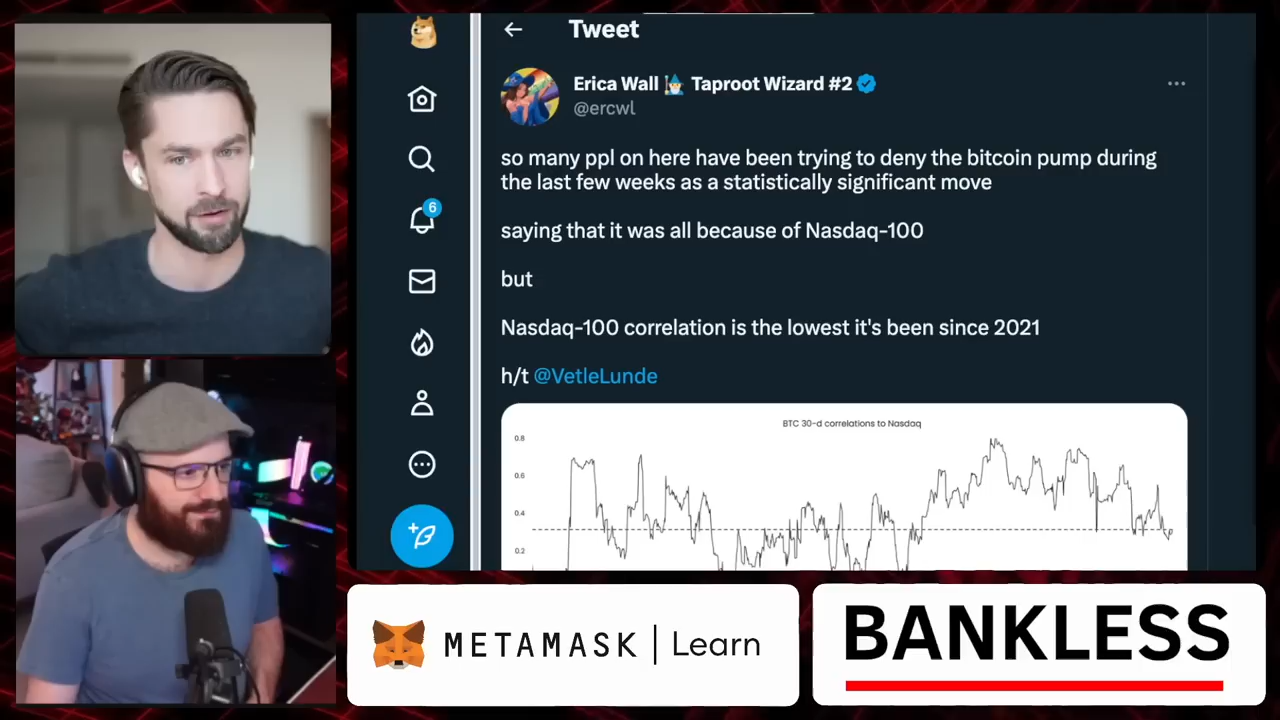 Tweet
Erica Wall 🧙‍♂️ Taproot Wizard #2
@ercwl
so many ppl on here have been trying to deny the bitcoin pump during
the last few weeks as a statistically significant move
saying that it was all because of Nasdaq-100
but
Nasdaq-100 correlation is the lowest it's been since 2021
h/t @VetleLunde
BTC 30-d correlations to Nasdaq
0.8
0.6
0.4
0.2
6
METAMASK | Learn
BANKLESS